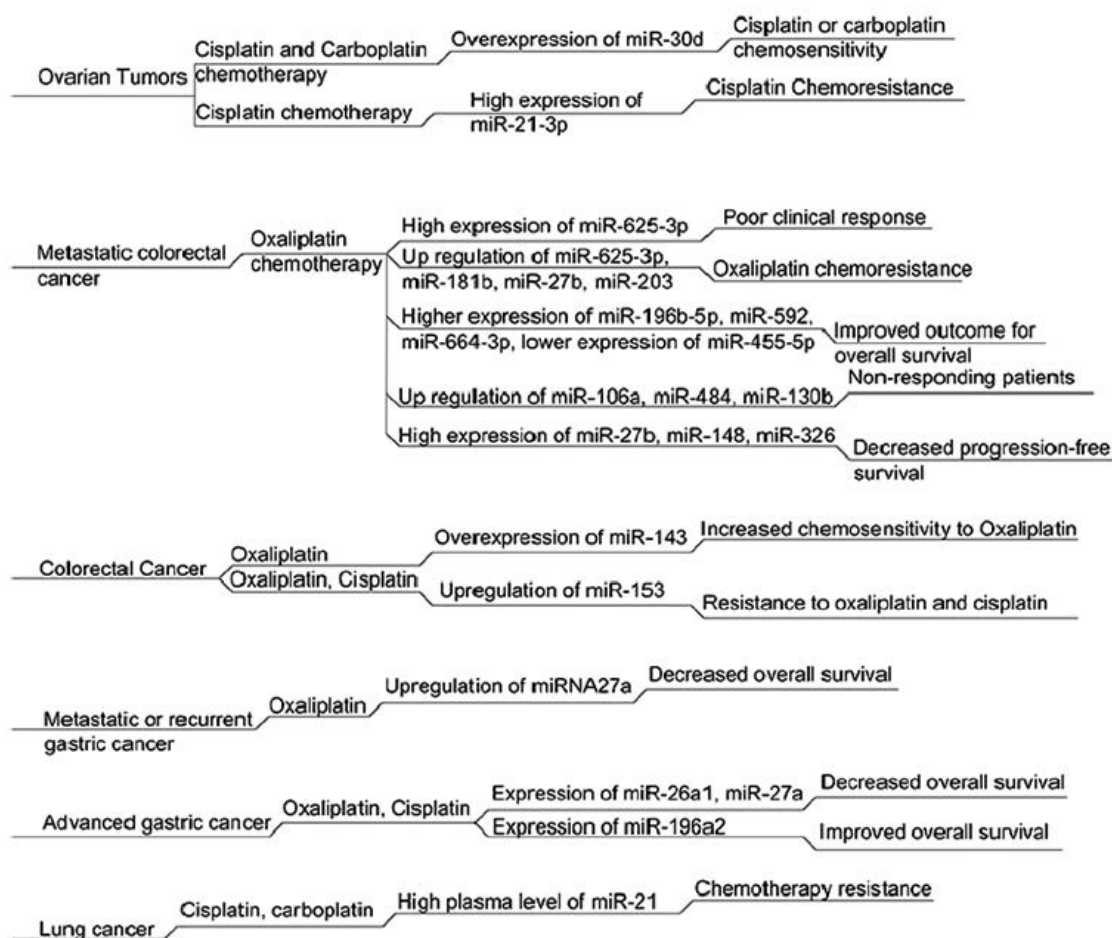 Ovarian Tumors
Cisplatin and Carboplatin
chemotherapy
Overexpression of miR-30d
Cisplatin or carboplatin
chemosensitivity
Cisplatin chemotherapy
High expression of
miR-21-3p
Cisplatin Chemoresistance
Metastatic colorectal
cancer
Oxaliplatin
chemotherapy
High expression of miR-625-3p
Poor clinical response
Up regulation of miR-625-3p,
miR-181b, miR-27b, miR-203
Oxaliplatin chemoresistance
Higher expression of miR-196b-5p, miR-592,
miR-664-3p, lower expression of miR-455-5p
Improved outcome for
overall survival
Up regulation of miR-106a, miR-484, miR-130b
Non-responding patients
High expression of miR-27b, miR-148, miR-326
Decreased progression-free
survival
Colorectal Cancer
Oxaliplatin
Overexpression of miR-143
Increased chemosensitivity to Oxaliplatin
Oxaliplatin, Cisplatin
Upregulation of miR-153
Resistance to oxaliplatin and cisplatin
Metastatic or recurrent
gastric cancer
Oxaliplatin
Upregulation of miRNA27a
Decreased overall survival
Advanced gastric cancer
Oxaliplatin, Cisplatin
Expression of miR-26a1, miR-27a
Decreased overall survival
Expression of miR-196a2
Improved overall survival
Lung cancer
Cisplatin, carboplatin
High plasma level of miR-21
Chemotherapy resistance